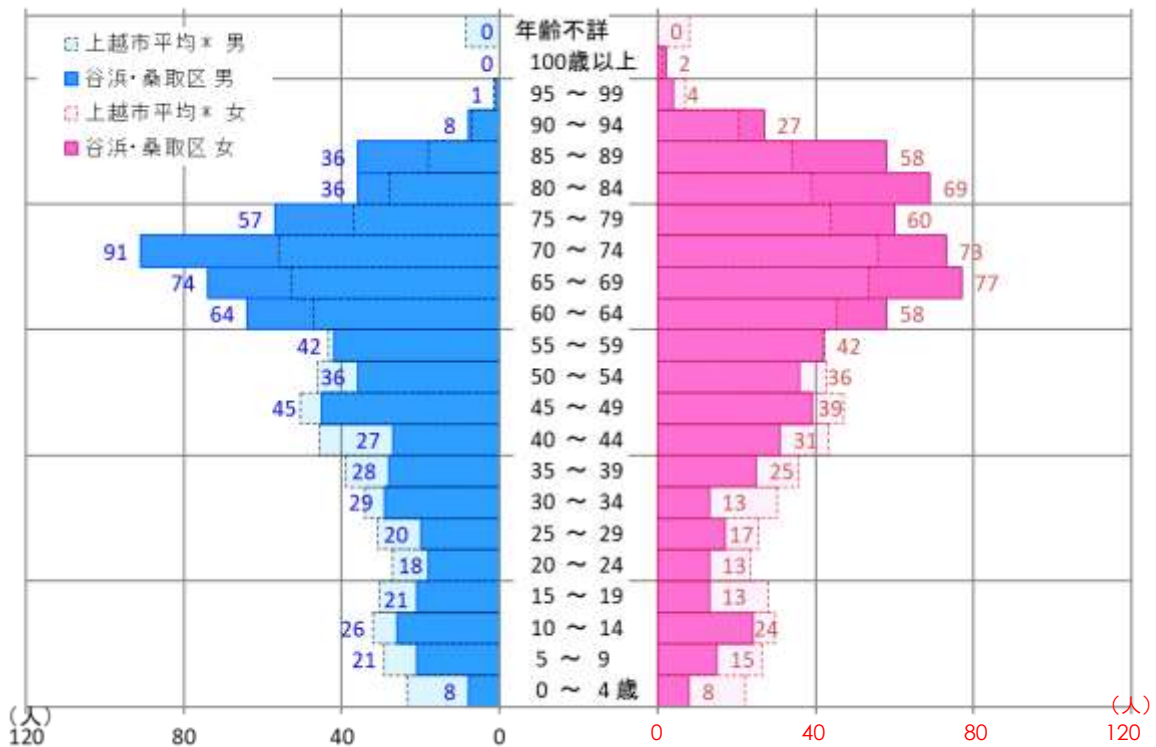 上越市平均* 男
谷浜・桑取区 男
上越市平均* 女
谷浜・桑取区 女
0 年齢不詳 0
0 100歳以上 2
1 95 ～ 99 4
8 90 ～ 94 27
36 85 ～ 89 58
36 80 ～ 84 69
57 75 ～ 79 60
91 70 ～ 74 73
74 65 ～ 69 77
64 60 ～ 64 58
42 55 ～ 59 42
36 50 ～ 54 36
45 45 ～ 49 39
27 40 ～ 44 31
28 35 ～ 39 25
29 30 ～ 34 13
20 25 ～ 29 17
18 20 ～ 24 13
21 15 ～ 19 13
26 10 ～ 14 24
21 5 ～ 9 15
8 0 ～ 4 歳 8
(人) (人)
120 80 40 0 0 40 80 120